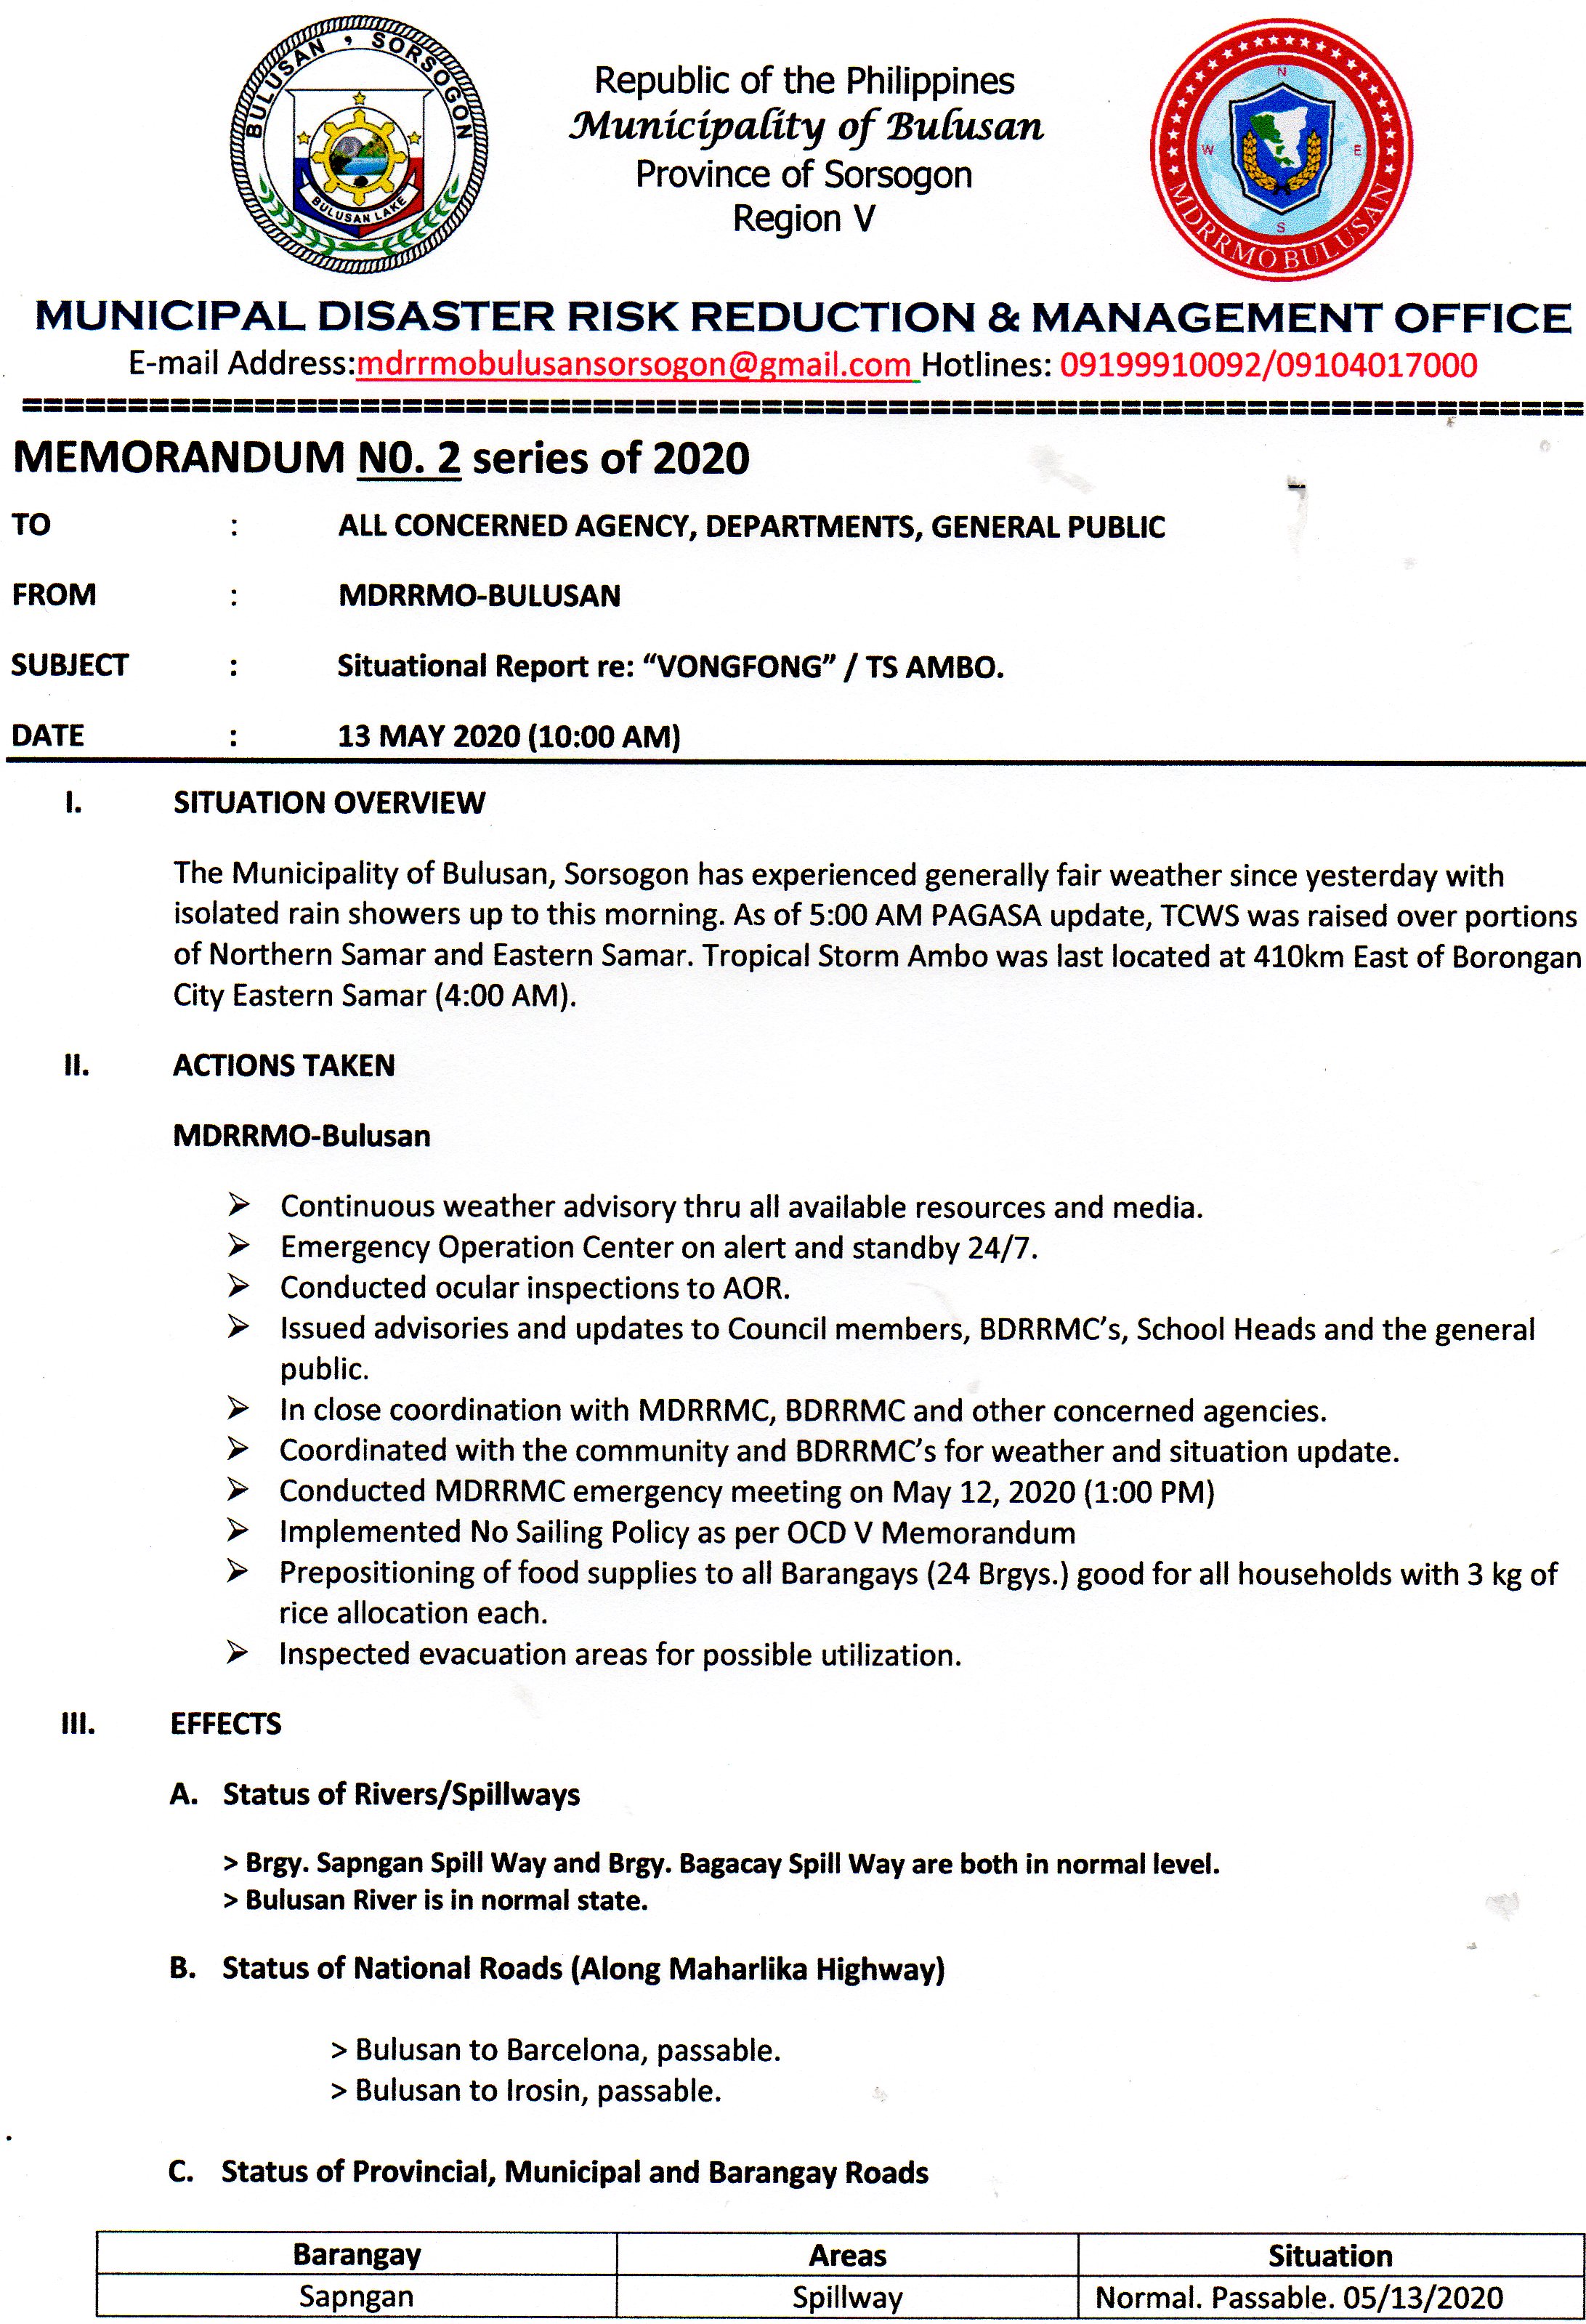 BULUSAN, SORSOGON
BULUSAN LAKE
Republic of the Philippines
Municipality of Bulusan
Province of Sorsogon
Region V
N
W
E
S
MDRRMO BULUSAN
MUNICIPAL DISASTER RISK REDUCTION & MANAGEMENT OFFICE
E-mail Address:mdrrmobulusansorsogon@gmail.com Hotlines: 09199910092/09104017000
MEMORANDUM N0. 2 series of 2020
TO : ALL CONCERNED AGENCY, DEPARTMENTS, GENERAL PUBLIC
FROM : MDRRMO-BULUSAN
SUBJECT : Situational Report re: “VONGFONG” / TS AMBO.
DATE : 13 MAY 2020 (10:00 AM)
I. SITUATION OVERVIEW
The Municipality of Bulusan, Sorsogon has experienced generally fair weather since yesterday with
isolated rain showers up to this morning. As of 5:00 AM PAGASA update, TCWS was raised over portions
of Northern Samar and Eastern Samar. Tropical Storm Ambo was last located at 410km East of Borongan
City Eastern Samar (4:00 AM).
II. ACTIONS TAKEN
MDRRMO-Bulusan
➢ Continuous weather advisory thru all available resources and media.
➢ Emergency Operation Center on alert and standby 24/7.
➢ Conducted ocular inspections to AOR.
➢ Issued advisories and updates to Council members, BDRRMC’s, School Heads and the general
public.
➢ In close coordination with MDRRMC, BDRRMC and other concerned agencies.
➢ Coordinated with the community and BDRRMC’s for weather and situation update.
➢ Conducted MDRRMC emergency meeting on May 12, 2020 (1:00 PM)
➢ Implemented No Sailing Policy as per OCD V Memorandum
➢ Prepositioning of food supplies to all Barangays (24 Brgys.) good for all households with 3 kg of
rice allocation each.
➢ Inspected evacuation areas for possible utilization.
III. EFFECTS
A. Status of Rivers/Spillways
> Brgy. Sapngan Spill Way and Brgy. Bagacay Spill Way are both in normal level.
> Bulusan River is in normal state.
B. Status of National Roads (Along Maharlika Highway)
> Bulusan to Barcelona, passable.
> Bulusan to Irosin, passable.
C. Status of Provincial, Municipal and Barangay Roads
Barangay Areas Situation
Sapngan Spillway Normal. Passable. 05/13/2020